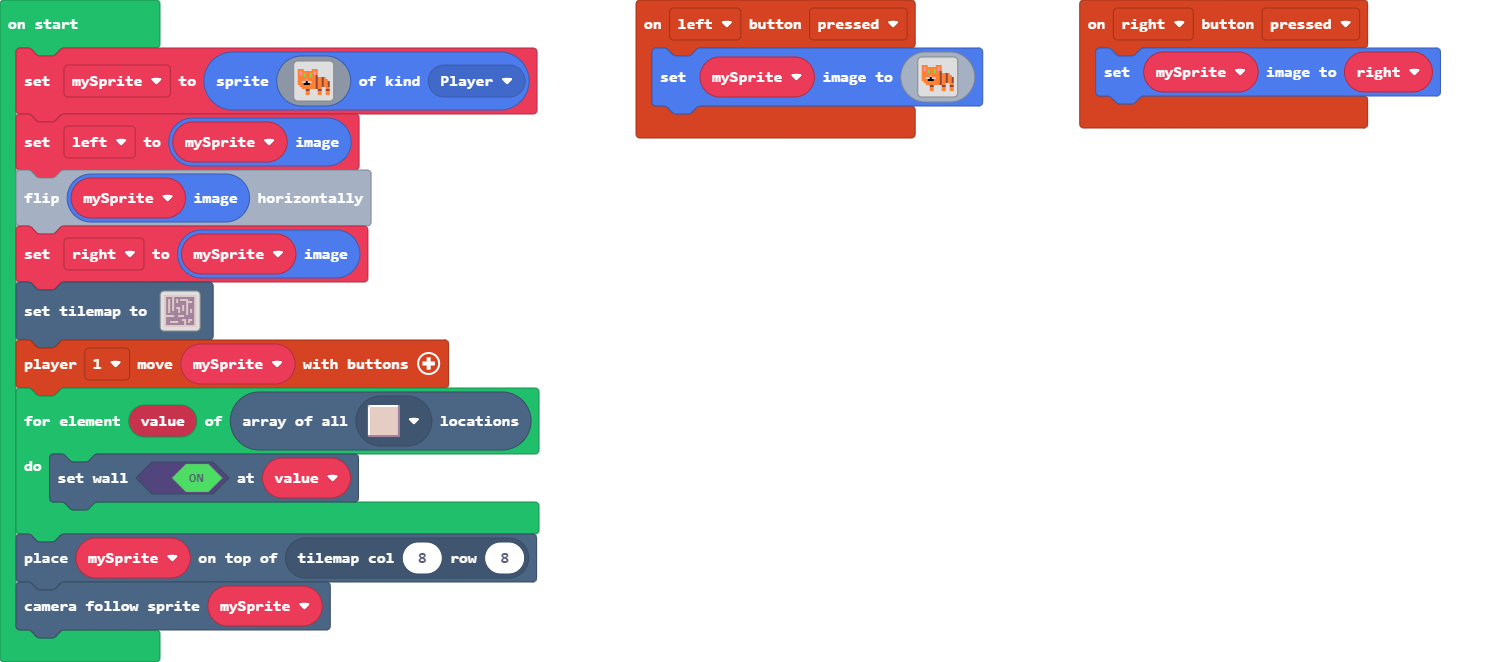 on start
set mySprite to sprite of kind Player
set left to mySprite image
flip mySprite image horizontally
set right to mySprite image
set tilemap to
player 1 move mySprite with buttons
for element value of array of all locations
do set wall ON at value
place mySprite on top of tilemap col 8 row 8
camera follow sprite mySprite
on left button pressed
set mySprite image to
on right button pressed
set mySprite image to right